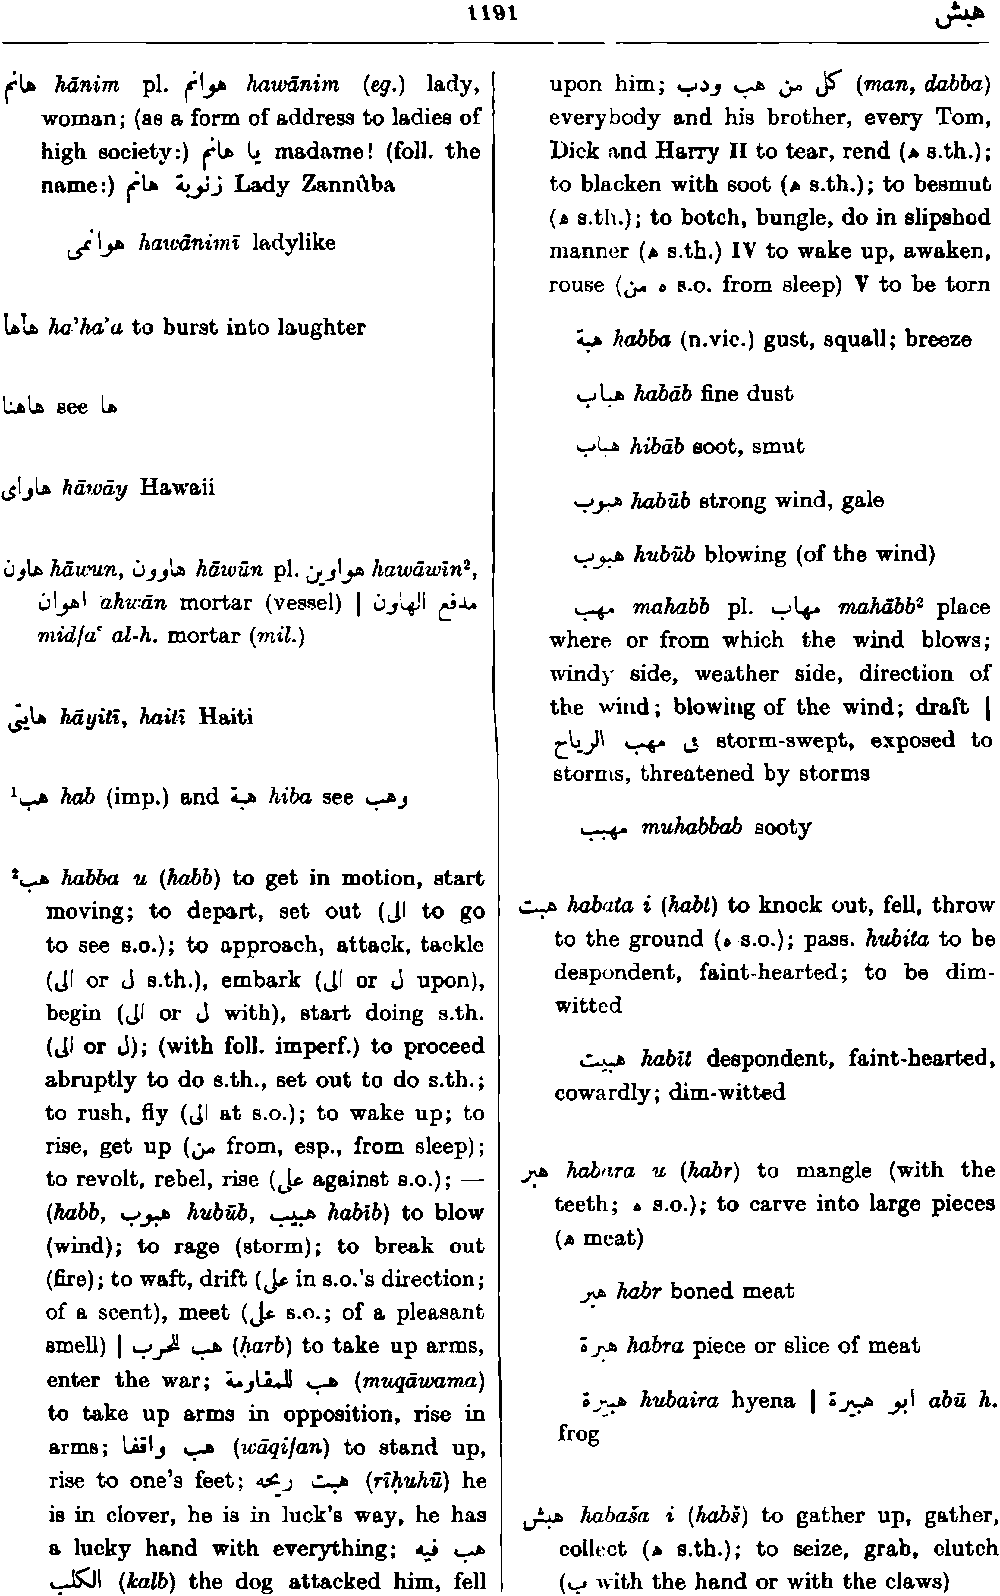 1191
هبش
هانم hānim pl. هوانم hawānim (eg.) lady,
woman; (as a form of address to ladies of
high society:) يا هانم madame! (foll. the
name:) زنوبة هانم Lady Zannūba
هوانمى hawānimī ladylike
هأهأ ha’ha’a to burst into laughter
هاهنا see ها
هاواى hāwāy Hawaii
هاون hāwun, هاوون hāwūn pl. هواوين hawāwīn²,
اهوان ahwān mortar (vessel) | مدفع الهاون
midfaʿ al-h. mortar (mil.)
هايتى hāyitī, haitī Haiti
¹هب hab (imp.) and هبة hiba see وهب
²هب habba u (habb) to get in motion, start
moving; to depart, set out (الى to go
to see s.o.); to approach, attack, tackle
(الى or ل s.th.), embark (الى or ل upon),
begin (الى or ل with), start doing s.th.
(الى or ل); (with foll. imperf.) to proceed
abruptly to do s.th., set out to do s.th.;
to rush, fly (الى at s.o.); to wake up; to
rise, get up (من from, esp., from sleep);
to revolt, rebel, rise (على against s.o.); —
(habb, هبوب hubūb, هبيب habīb) to blow
(wind); to rage (storm); to break out
(fire); to waft, drift (على in s.o.'s direction;
of a scent), meet (على s.o.; of a pleasant
smell) | هب للحرب (ḥarb) to take up arms,
enter the war; هب للمقاومة (muqāwama)
to take up arms in opposition, rise in
arms; هب واقفا (wāqifan) to stand up,
rise to one's feet; هبت ريحه (rīḥuhū) he
is in clover, he is in luck's way, he has
a lucky hand with everything; هب فيه
الكلب (kalb) the dog attacked him, fell
upon him; كل من هب ودب (man, dabba)
everybody and his brother, every Tom,
Dick and Harry II to tear, rend (ه s.th.);
to blacken with soot (ه s.th.); to besmut
(ه s.th.); to botch, bungle, do in slipshod
manner (ه s.th.) IV to wake up, awaken,
rouse (ه من s.o. from sleep) V to be torn
هبة habba (n.vic.) gust, squall; breeze
هباب habāb fine dust
هباب hibāb soot, smut
هبوب habūb strong wind, gale
هبوب hubūb blowing (of the wind)
مهب mahabb pl. مهاب mahābb² place
where or from which the wind blows;
windy side, weather side, direction of
the wind; blowing of the wind; draft |
فى مهب الرياح storm-swept, exposed to
storms, threatened by storms
مهبب muhabbab sooty
هبت habata i (habt) to knock out, fell, throw
to the ground (ه s.o.); pass. hubita to be
despondent, faint-hearted; to be dim-
witted
هبيت habīt despondent, faint-hearted,
cowardly; dim-witted
هبر habara u (habr) to mangle (with the
teeth; ه s.o.); to carve into large pieces
(ه meat)
هبر habr boned meat
هبرة habra piece or slice of meat
هبيرة hubaira hyena | ابو هبيرة abū h.
frog
هبش habaša i (habš) to gather up, gather,
collect (ه s.th.); to seize, grab, clutch
(ب with the hand or with the claws)